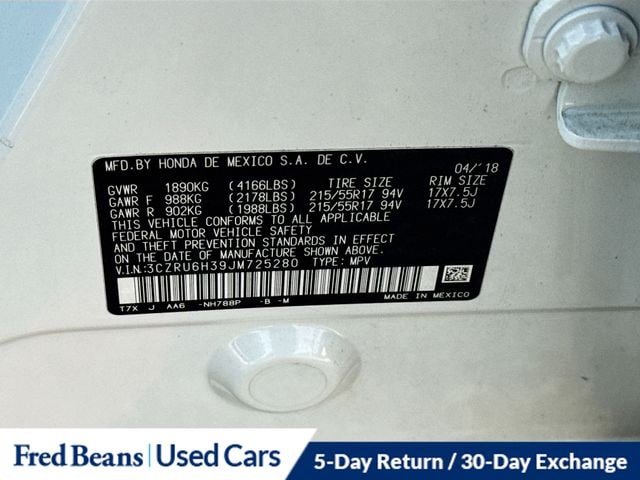 MFD.BY HONDA DE MEXICO S.A. DE C.V. 04/'18
GVWR 1890KG (4166LBS) TIRE SIZE RIM SIZE
GAWR F 988KG (2178LBS) 215/55R17 94V 17X7.5J
GAWR R 902KG (1988LBS) 215/55R17 94V 17X7.5J
THIS VEHICLE CONFORMS TO ALL APPLICABLE
FEDERAL MOTOR VEHICLE SAFETY
AND THEFT PREVENTION STANDARDS IN EFFECT ON THE
DATE OF MANUFACTURE SHOWN ABOVE.
V.I.N:3CZRU6H39JM725280 TYPE: MPV
T7X J AA6 -NH788P -B -M MADE IN MEXICO
Fred Beans | Used Cars 5-Day Return / 30-Day Exchange